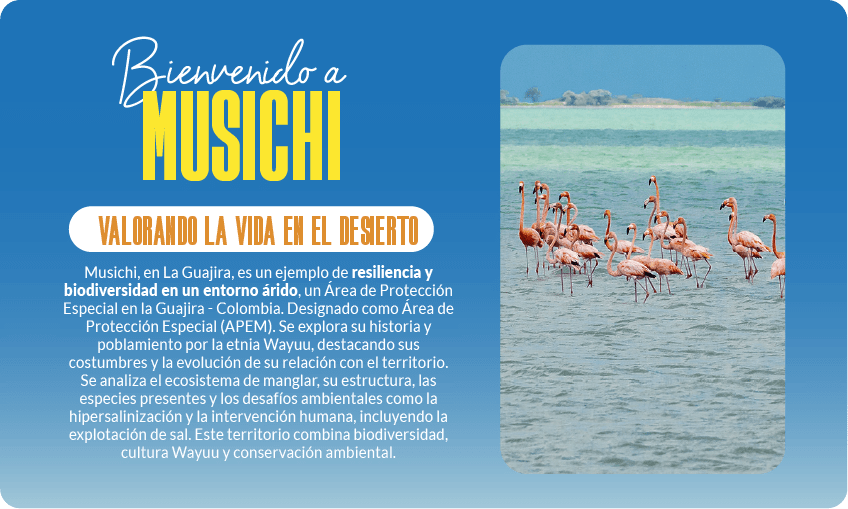 Bienvenido a
MUSICHI
VALORANDO LA VIDA EN EL DESIERTO
Musichi, en La Guajira, es un ejemplo de resiliencia y
biodiversidad en un entorno árido, un Área de Protección
Especial en la Guajira - Colombia. Designado como Área de
Protección Especial (APEM). Se explora su historia y
poblamiento por la etnia Wayuu, destacando sus
costumbres y la evolución de su relación con el territorio.
Se analiza el ecosistema de manglar, su estructura, las
especies presentes y los desafíos ambientales como la
hipersalinización y la intervención humana, incluyendo la
explotación de sal. Este territorio combina biodiversidad,
cultura Wayuu y conservación ambiental.